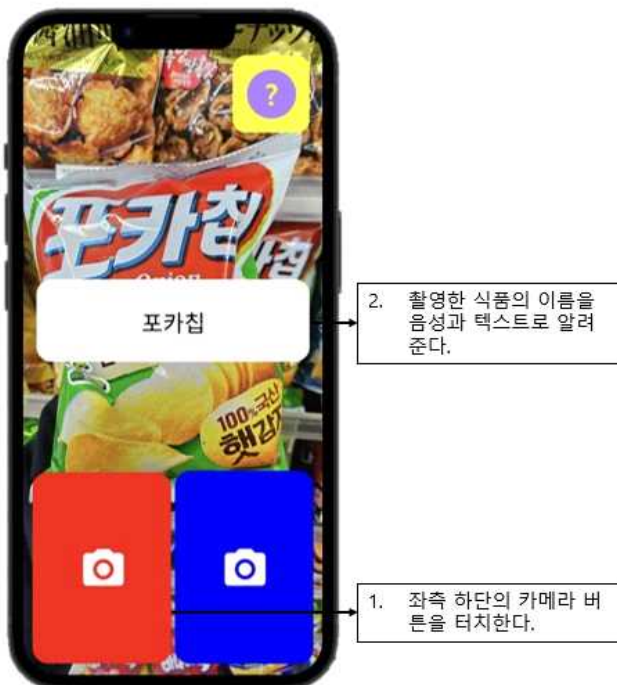 ?
포카칩
Onion
포카칩
100% 국산
햇감자
2. 촬영한 식품의 이름을
음성과 텍스트로 알려
준다.
1. 좌측 하단의 카메라 버
튼을 터치한다.